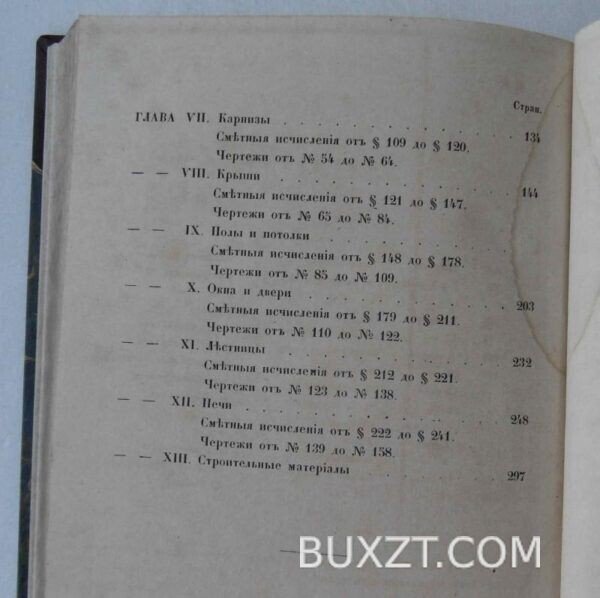 Стран.
ГЛАВА VII. Карнизы . . . . . . . . . . . 134
Смѣтныя исчисленія отъ § 109 до § 120.
Чертежи отъ № 54 до № 64.
— — VIII. Крыши . . . . . . . . . . . 144
Смѣтныя исчисленія отъ § 121 до § 147.
Чертежи отъ № 65 до № 84.
— — IX. Полы и потолки . . . . . . . . .
Смѣтныя исчисленія отъ § 148 до § 178.
Чертежи отъ № 85 до № 109.
— — X. Окна и двери . . . . . . . . . 203
Смѣтныя исчисленія отъ § 179 до § 211.
Чертежи отъ № 110 до № 122.
— — XI. Лѣстницы . . . . . . . . . . 232
Смѣтныя исчисленія отъ § 212 до § 221.
Чертежи отъ № 123 до № 138.
— — XII. Печи . . . . . . . . . . . 248
Смѣтныя исчисленія отъ § 222 до § 241.
Чертежи отъ № 139 до № 158.
— — XIII. Строительные матеріалы . . . . . . 297
BUXZT.COM